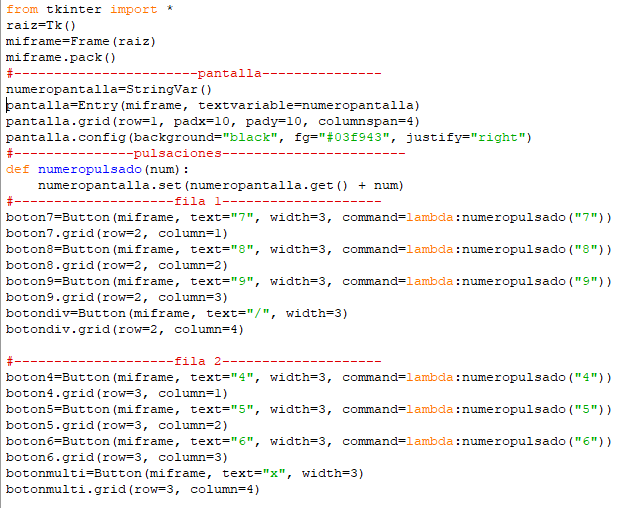 from tkinter import *
raiz=Tk()
miframe=Frame(raiz)
miframe.pack()
#-----------------------pantalla---------------
numeropantalla=StringVar()
pantalla=Entry(miframe, textvariable=numeropantalla)
pantalla.grid(row=1, padx=10, pady=10, columnspan=4)
pantalla.config(background="black", fg="#03f943", justify="right")
#---------------pulsaciones-----------------------
def numeropulsado(num):
    numeropantalla.set(numeropantalla.get() + num)
#--------------------fila 1--------------------
boton7=Button(miframe, text="7", width=3, command=lambda:numeropulsado("7"))
boton7.grid(row=2, column=1)
boton8=Button(miframe, text="8", width=3, command=lambda:numeropulsado("8"))
boton8.grid(row=2, column=2)
boton9=Button(miframe, text="9", width=3, command=lambda:numeropulsado("9"))
boton9.grid(row=2, column=3)
botondiv=Button(miframe, text="/", width=3)
botondiv.grid(row=2, column=4)

#--------------------fila 2--------------------
boton4=Button(miframe, text="4", width=3, command=lambda:numeropulsado("4"))
boton4.grid(row=3, column=1)
boton5=Button(miframe, text="5", width=3, command=lambda:numeropulsado("5"))
boton5.grid(row=3, column=2)
boton6=Button(miframe, text="6", width=3, command=lambda:numeropulsado("6"))
boton6.grid(row=3, column=3)
botonmulti=Button(miframe, text="x", width=3)
botonmulti.grid(row=3, column=4)